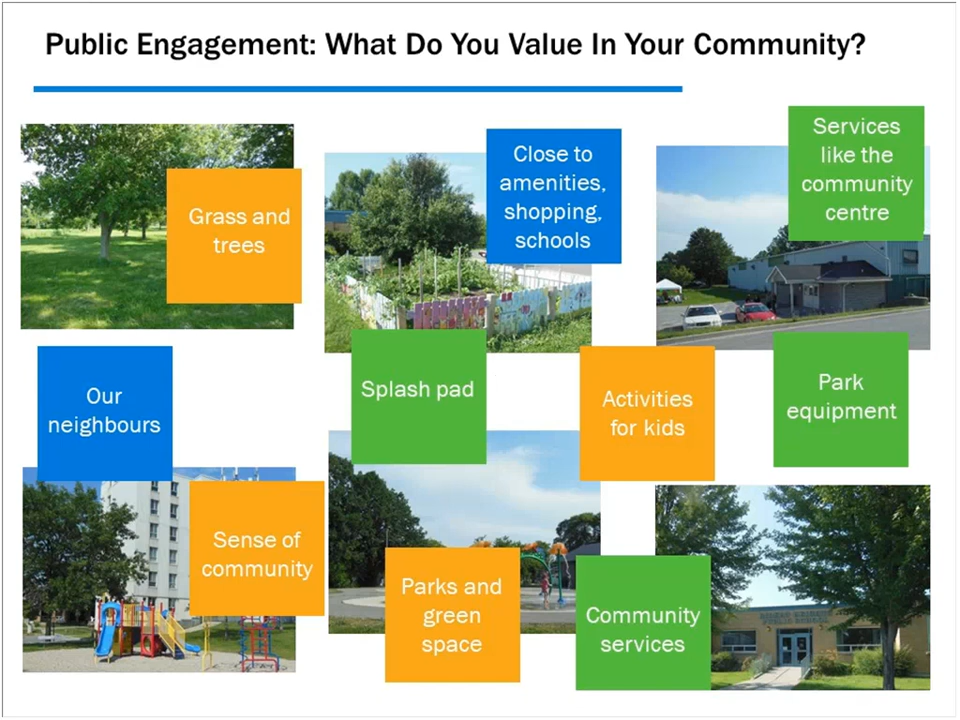 Public Engagement: What Do You Value In Your Community?
Grass and
trees
Close to
amenities,
shopping,
schools
Services
like the
community
centre
Our
neighbours
Splash pad
Activities
for kids
Park
equipment
Sense of
community
Parks and
green
space
Community
services